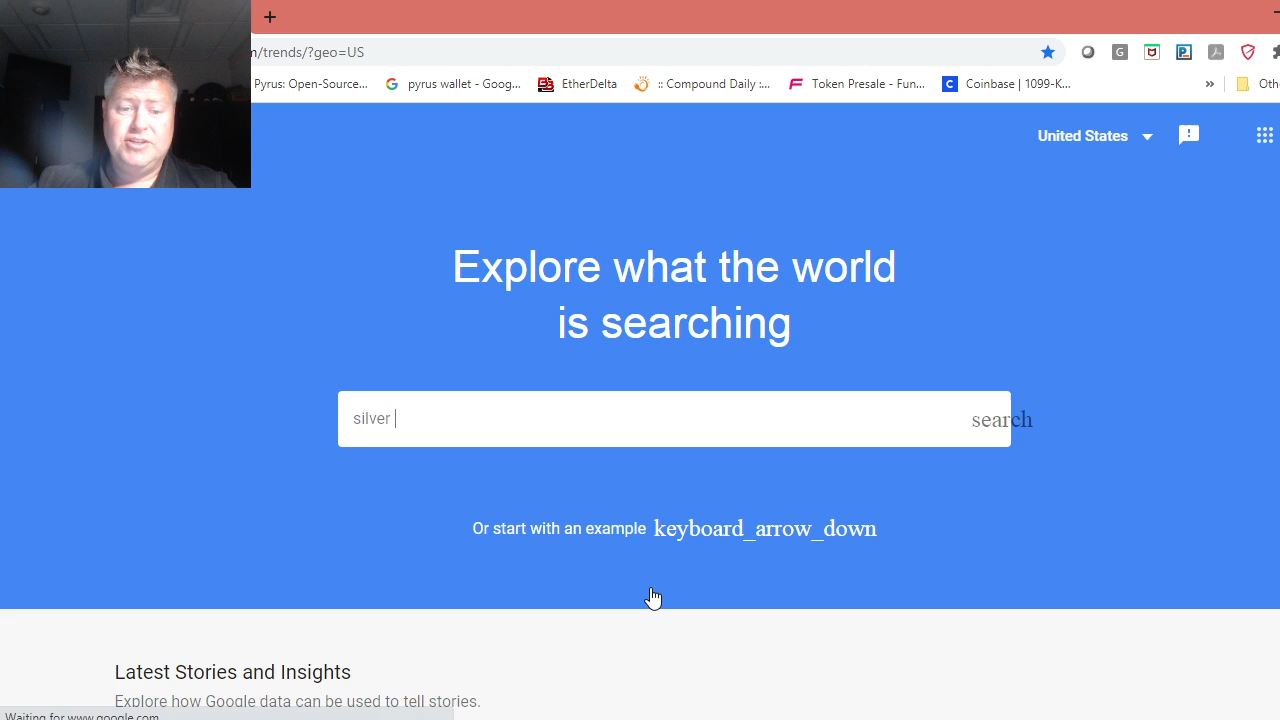 m/trends/?geo=US
Pyrus: Open-Source... pyrus wallet - Goog... EtherDelta :: Compound Daily :... Token Presale - Fun... Coinbase | 1099-K... » Oth
United States
Explore what the world
is searching
silver
search
Or start with an example keyboard_arrow_down
Latest Stories and Insights
Explore how Google data can be used to tell stories.
Waiting for www.google.com